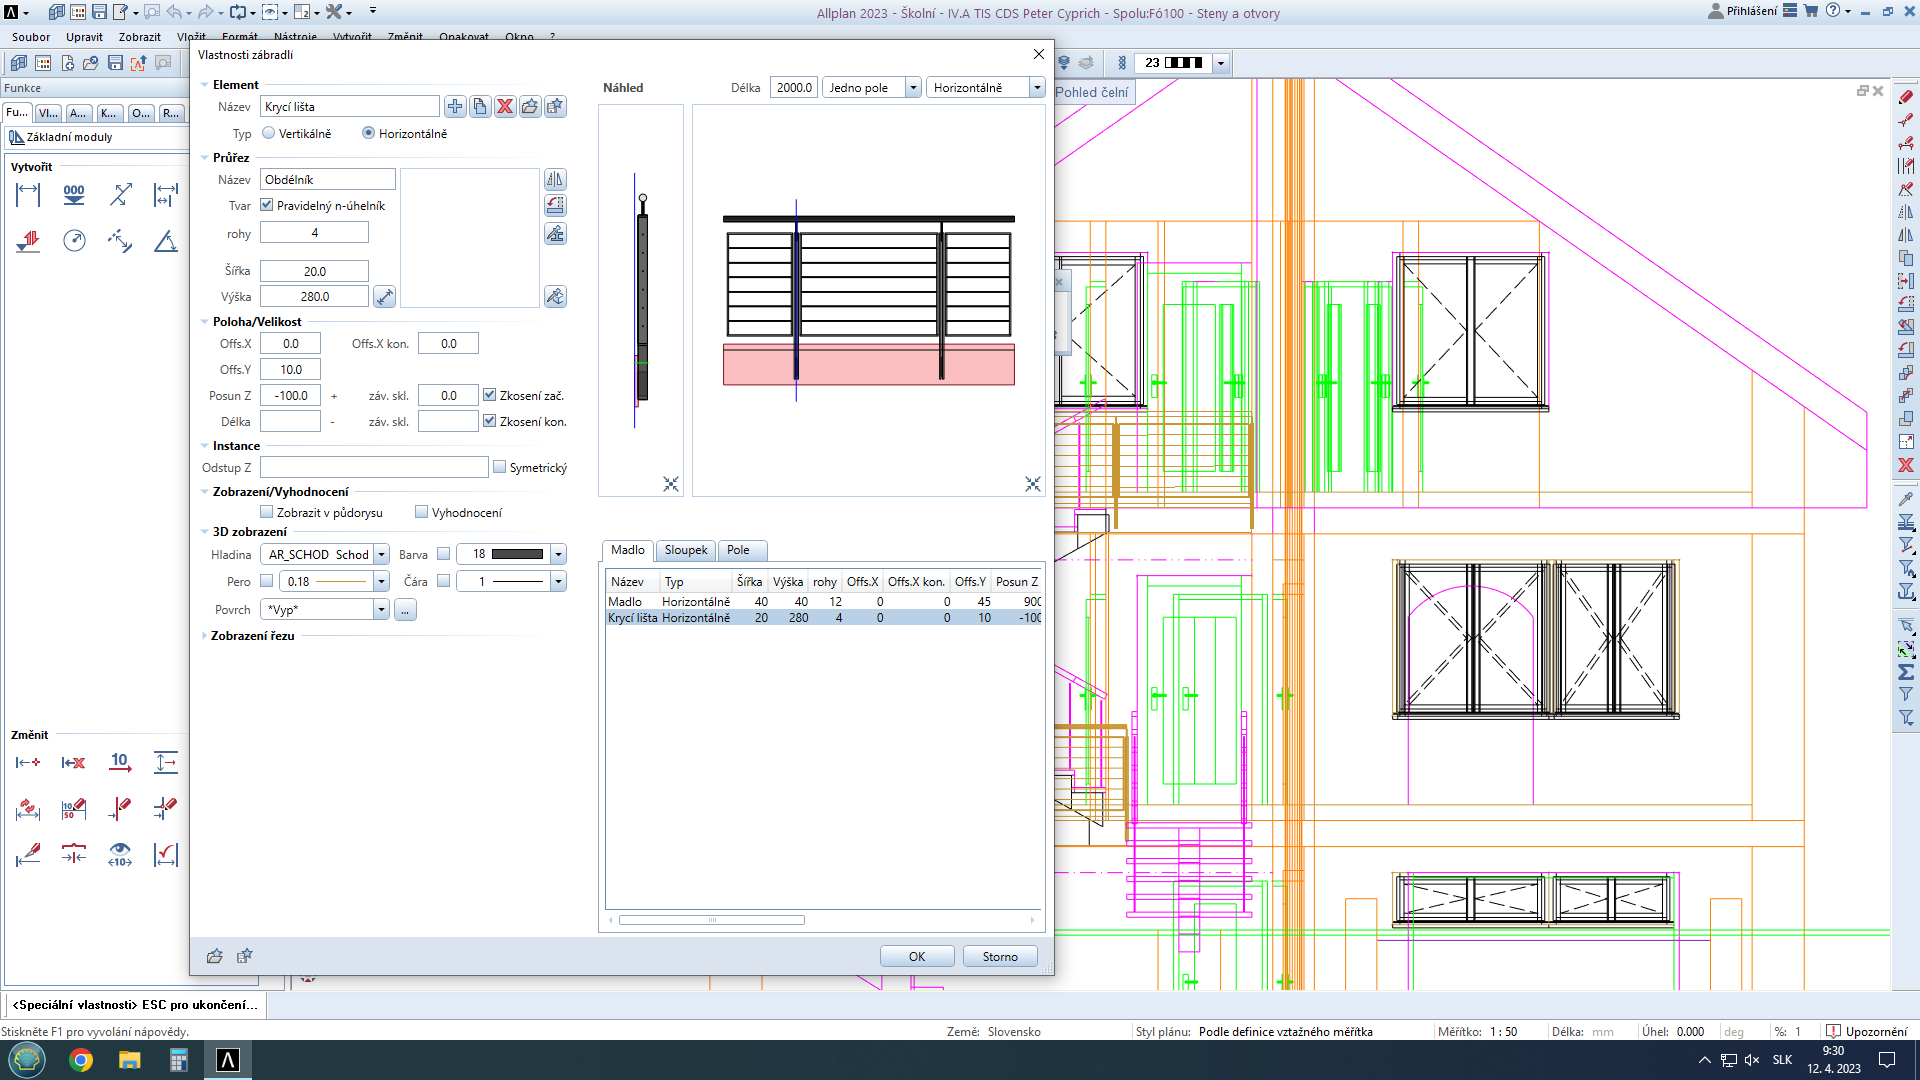 Allplan 2023 - Školní - IV.A TIS CDS Peter Cyprich - Spolu:Fó100 - Steny a otvory
Přihlášení
Soubor Upravit Zobrazit Vložit Formát Nástroje Vytvořit Změnit Opakovat Okno ?
23
Funkce
Fu... Vl... A... K... O... R...
Základní moduly
Vytvořit
Změnit
Pohled čelní
Vlastnosti zábradlí
Element
Název Krycí lišta
Typ Vertikálně Horizontálně
Průřez
Název Obdélník
Tvar Pravidelný n-úhelník
rohy 4
Šířka 20.0
Výška 280.0
Poloha/Velikost
Offs.X 0.0 Offs.X kon. 0.0
Offs.Y 10.0
Posun Z -100.0 + záv. skl. 0.0 Zkosení zač.
Délka - záv. skl. Zkosení kon.
Instance
Odstup Z Symetrický
Zobrazení/Vyhodnocení
Zobrazit v půdorysu Vyhodnocení
3D zobrazení
Hladina AR_SCHOD Schod Barva 18
Pero 0.18 Čára 1
Povrch *Vyp* ...
Zobrazení řezu
Náhled Délka 2000.0 Jedno pole Horizontálně
Madlo Sloupek Pole
Název Typ Šířka Výška rohy Offs.X Offs.X kon. Offs.Y Posun Z
Madlo Horizontálně 40 40 12 0 0 45 900
Krycí lišta Horizontálně 20 280 4 0 0 10 -100
OK Storno
<Speciální vlastnosti> ESC pro ukončení...
Stiskněte F1 pro vyvolání nápovědy.
Země: Slovensko Styl plánu: Podle definice vztažného měřítka Měřítko: 1 : 50 Délka: mm Úhel: 0.000 deg %: 1 Upozornění
SLK
9:30
12. 4. 2023